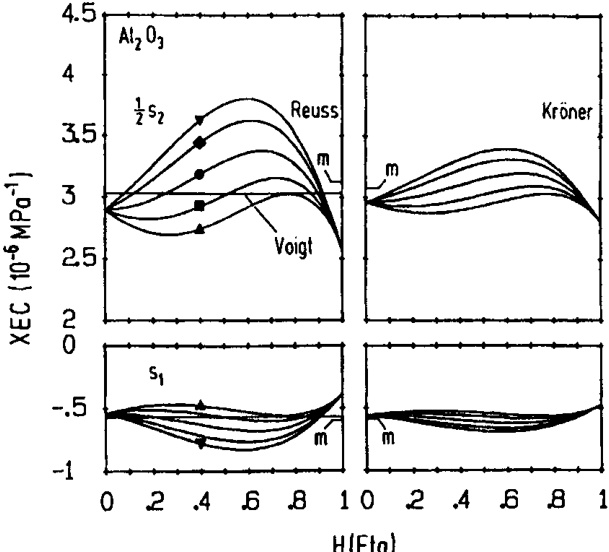 4.5
Al₂O₃
4
½ s₂
Reuss
Kröner
3.5
m
m
3
Voigt
2.5
2
XEC (10⁻⁶ MPa⁻¹)
0
s₁
-.5
m
m
-1
0 .2 .4 .6 .8 1
0 .2 .4 .6 .8 1
H(Eta)